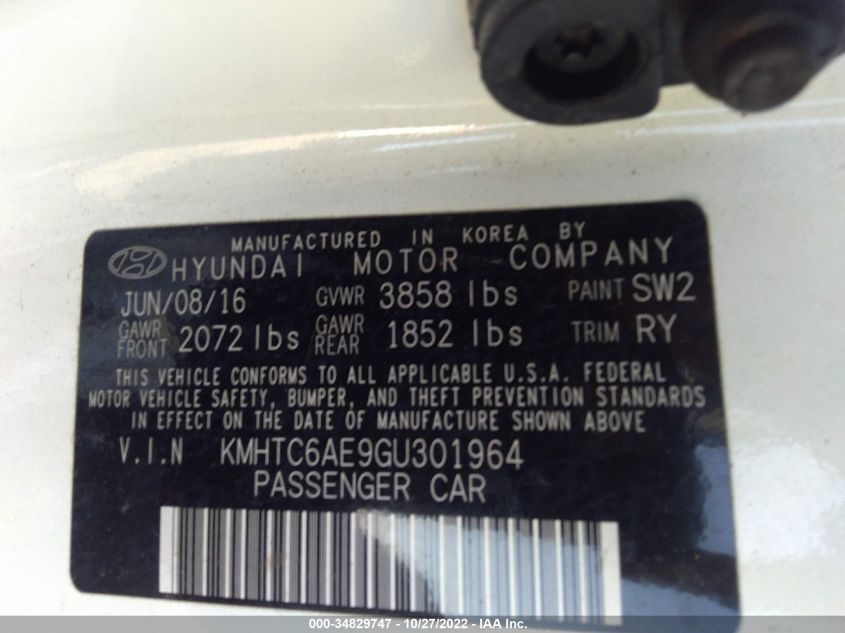 MANUFACTURED IN KOREA BY
HYUNDAI MOTOR COMPANY
JUN/08/16 GVWR 3858 lbs PAINT SW2
GAWR FRONT 2072 lbs GAWR REAR 1852 lbs TRIM RY
THIS VEHICLE CONFORMS TO ALL APPLICABLE U.S.A. FEDERAL
MOTOR VEHICLE SAFETY, BUMPER, AND THEFT PREVENTION STANDARDS
IN EFFECT ON THE DATE OF MANUFACTURE SHOWN ABOVE
V.I.N KMHTC6AE9GU301964
PASSENGER CAR
000-34829747 - 10/27/2022 - IAA Inc.